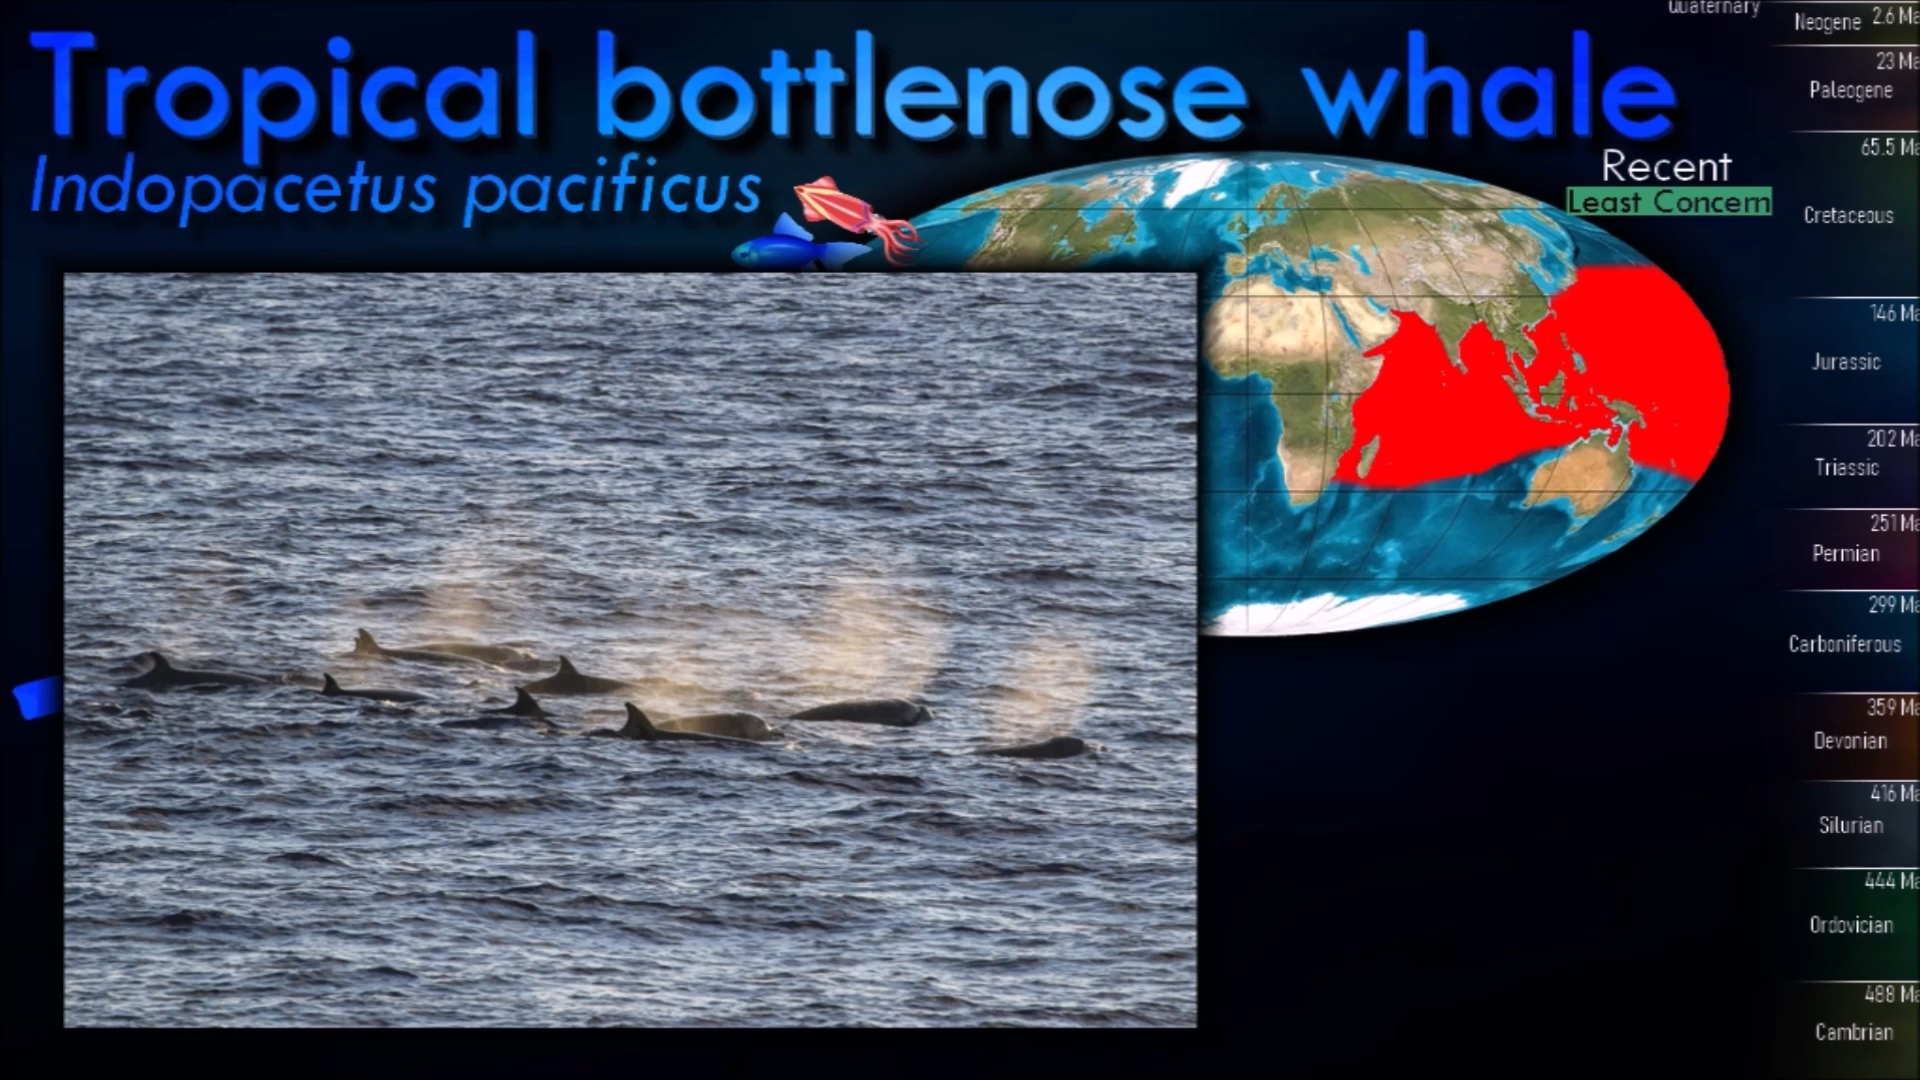 Tropical bottlenose whale
Indopacetus pacificus
Recent
Least Concern
Quaternary
2.6 Ma
Neogene
23 Ma
Paleogene
65.5 Ma
Cretaceous
146 Ma
Jurassic
202 Ma
Triassic
251 Ma
Permian
299 Ma
Carboniferous
359 Ma
Devonian
416 Ma
Silurian
444 Ma
Ordovician
488 Ma
Cambrian